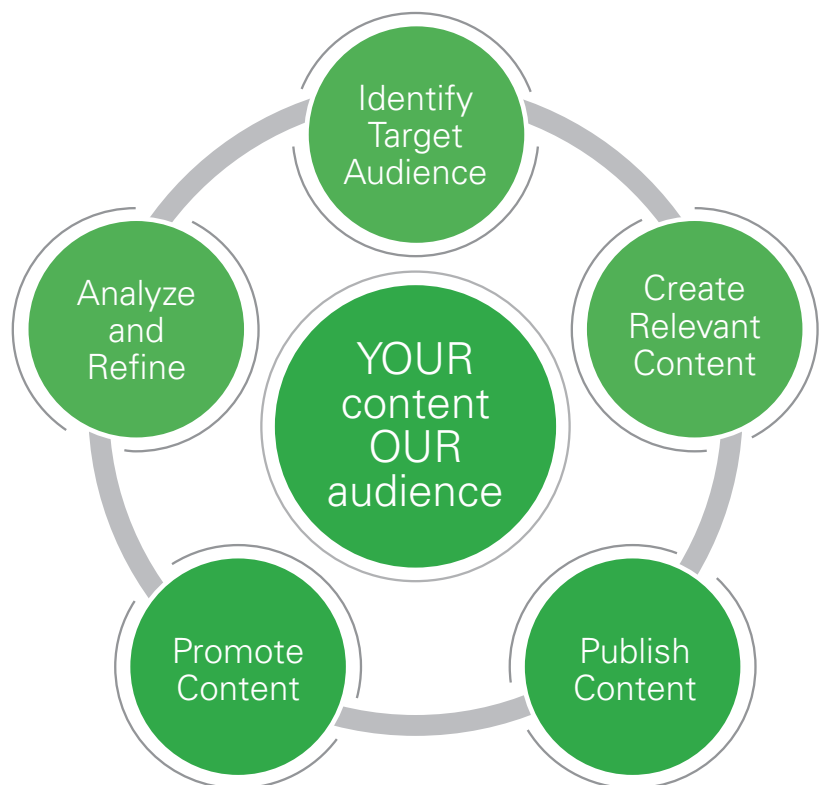 Identify
Target
Audience
Create
Relevant
Content
Publish
Content
Promote
Content
Analyze
and
Refine
YOUR
content
OUR
audience